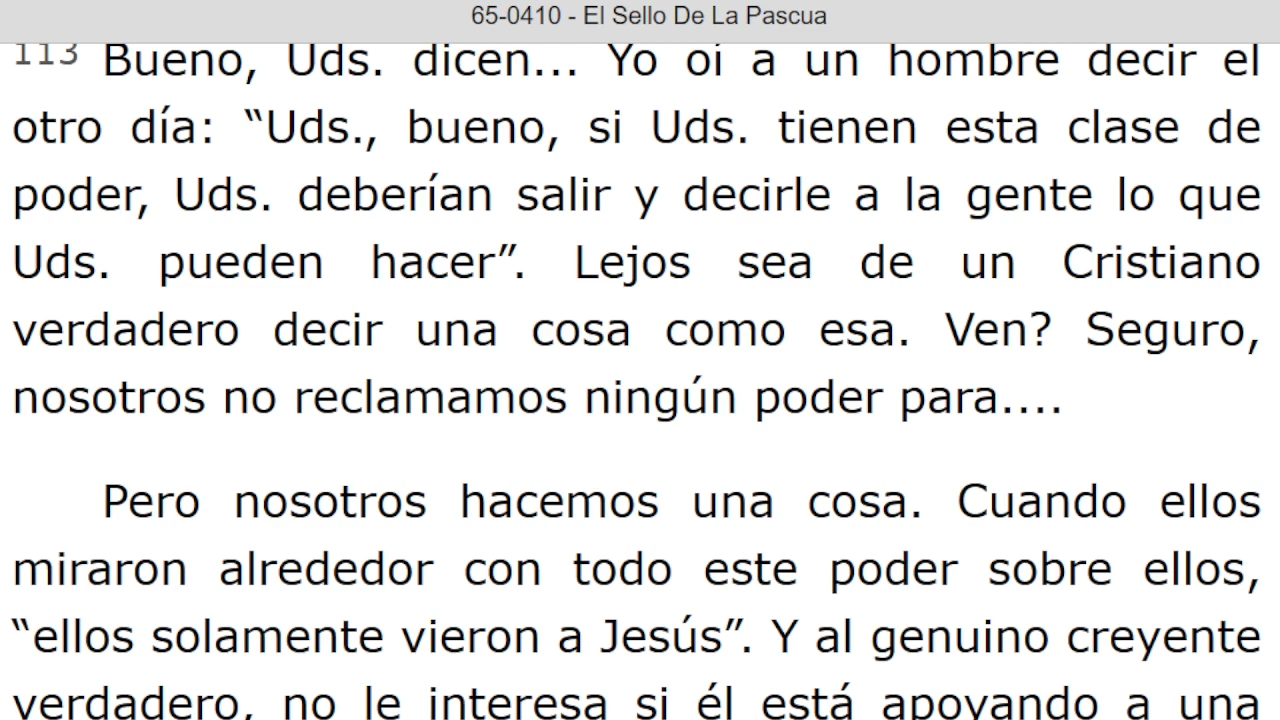 65-0410 - El Sello De La Pascua
113 Bueno, Uds. dicen... Yo oí a un hombre decir el
otro día: “Uds., bueno, si Uds. tienen esta clase de
poder, Uds. deberían salir y decirle a la gente lo que
Uds. pueden hacer”. Lejos sea de un Cristiano
verdadero decir una cosa como esa. Ven? Seguro,
nosotros no reclamamos ningún poder para....
Pero nosotros hacemos una cosa. Cuando ellos
miraron alrededor con todo este poder sobre ellos,
“ellos solamente vieron a Jesús”. Y al genuino creyente
verdadero, no le interesa si él está apoyando a una